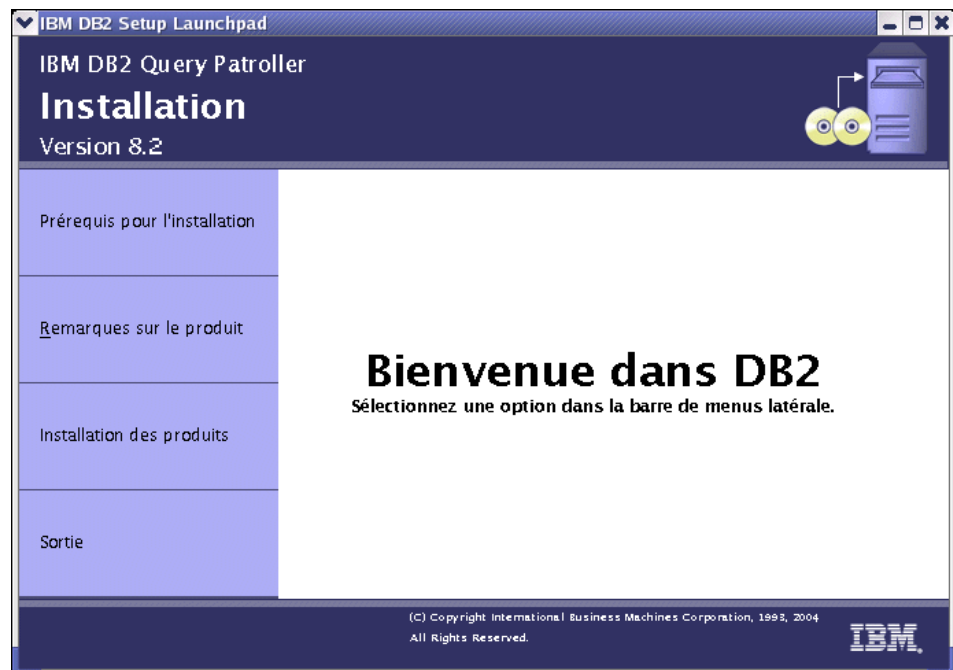 IBM DB2 Setup Launchpad
IBM DB2 Query Patroller
Installation
Version 8.2
Prérequis pour l'installation
Remarques sur le produit
Installation des produits
Sortie
Bienvenue dans DB2
Sélectionnez une option dans la barre de menus latérale.
(C) Copyright International Business Machines Corporation, 1993, 2004
All Rights Reserved.
IBM.